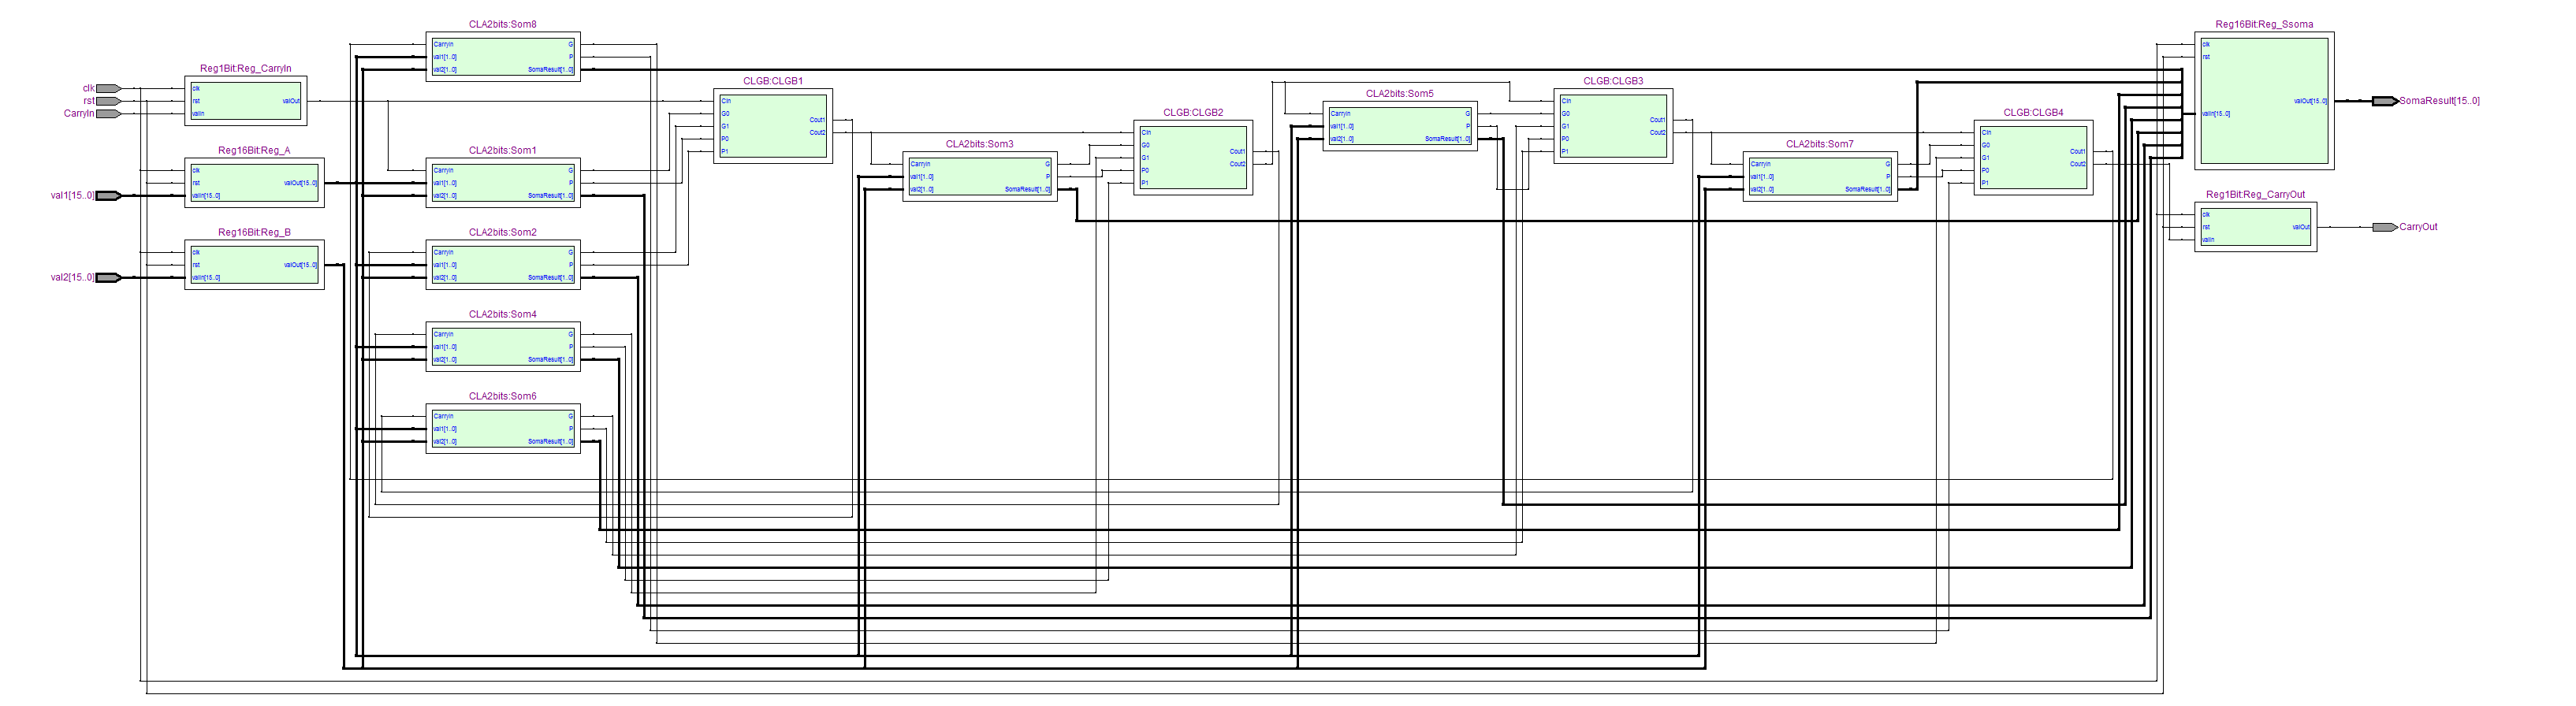 clk
rst
CarryIn
val1[15..0]
val2[15..0]
Reg1Bit:Reg_CarryIn
clk
rst
valIn
valOut
Reg16Bit:Reg_A
clk
rst
valIn[15..0]
valOut[15..0]
Reg16Bit:Reg_B
clk
rst
valIn[15..0]
valOut[15..0]
CLA2bits:Som8
CarryIn
val1[1..0]
val2[1..0]
G
P
SomaResult[1..0]
CLA2bits:Som1
CarryIn
val1[1..0]
val2[1..0]
G
P
SomaResult[1..0]
CLA2bits:Som2
CarryIn
val1[1..0]
val2[1..0]
G
P
SomaResult[1..0]
CLA2bits:Som4
CarryIn
val1[1..0]
val2[1..0]
G
P
SomaResult[1..0]
CLA2bits:Som6
CarryIn
val1[1..0]
val2[1..0]
G
P
SomaResult[1..0]
CLGB:CLGB1
Cin
G0
G1
P0
P1
Cout1
Cout2
CLA2bits:Som3
CarryIn
val1[1..0]
val2[1..0]
G
P
SomaResult[1..0]
CLGB:CLGB2
Cin
G0
G1
P0
P1
Cout1
Cout2
CLA2bits:Som5
CarryIn
val1[1..0]
val2[1..0]
G
P
SomaResult[1..0]
CLGB:CLGB3
Cin
G0
G1
P0
P1
Cout1
Cout2
CLA2bits:Som7
CarryIn
val1[1..0]
val2[1..0]
G
P
SomaResult[1..0]
CLGB:CLGB4
Cin
G0
G1
P0
P1
Cout1
Cout2
Reg16Bit:Reg_Ssoma
clk
rst
valIn[15..0]
valOut[15..0]
Reg1Bit:Reg_CarryOut
clk
rst
valIn
valOut
SomaResult[15..0]
CarryOut